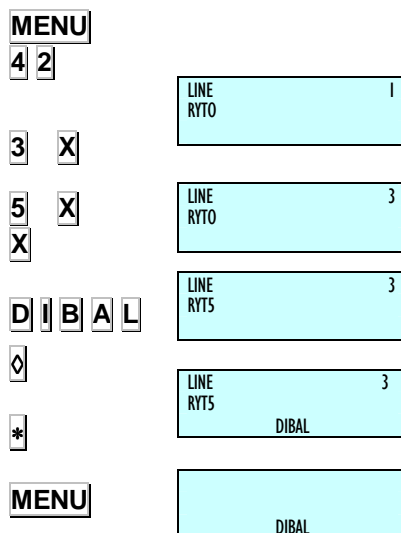 MENU
4 2
LINE 1
RYT0
3 X
5 X
LINE 3
RYT0
X
LINE 3
RYT5
D I B A L
◊
LINE 3
RYT5
DIBAL
*
MENU
DIBAL